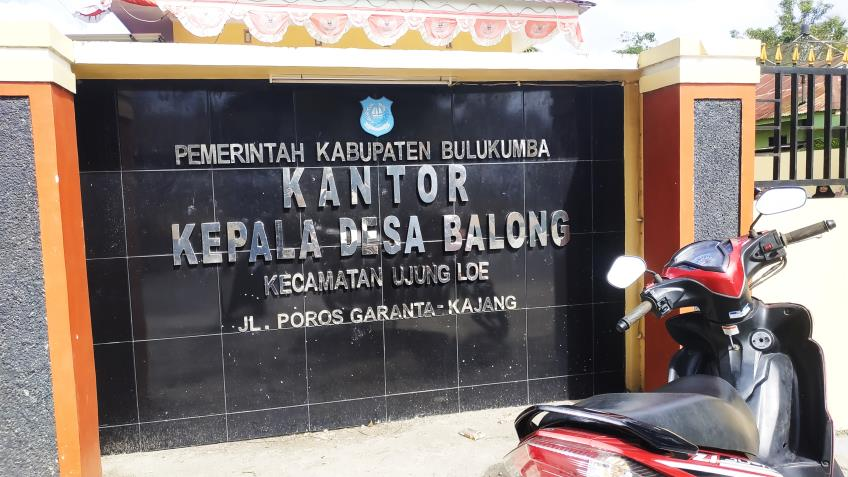 PEMERINTAH KABUPATEN BULUKUMBA
KANTOR
KEPALA DESA BALONG
KECAMATAN UJUNG LOE
JL. POROS GARANTA-KAJANG